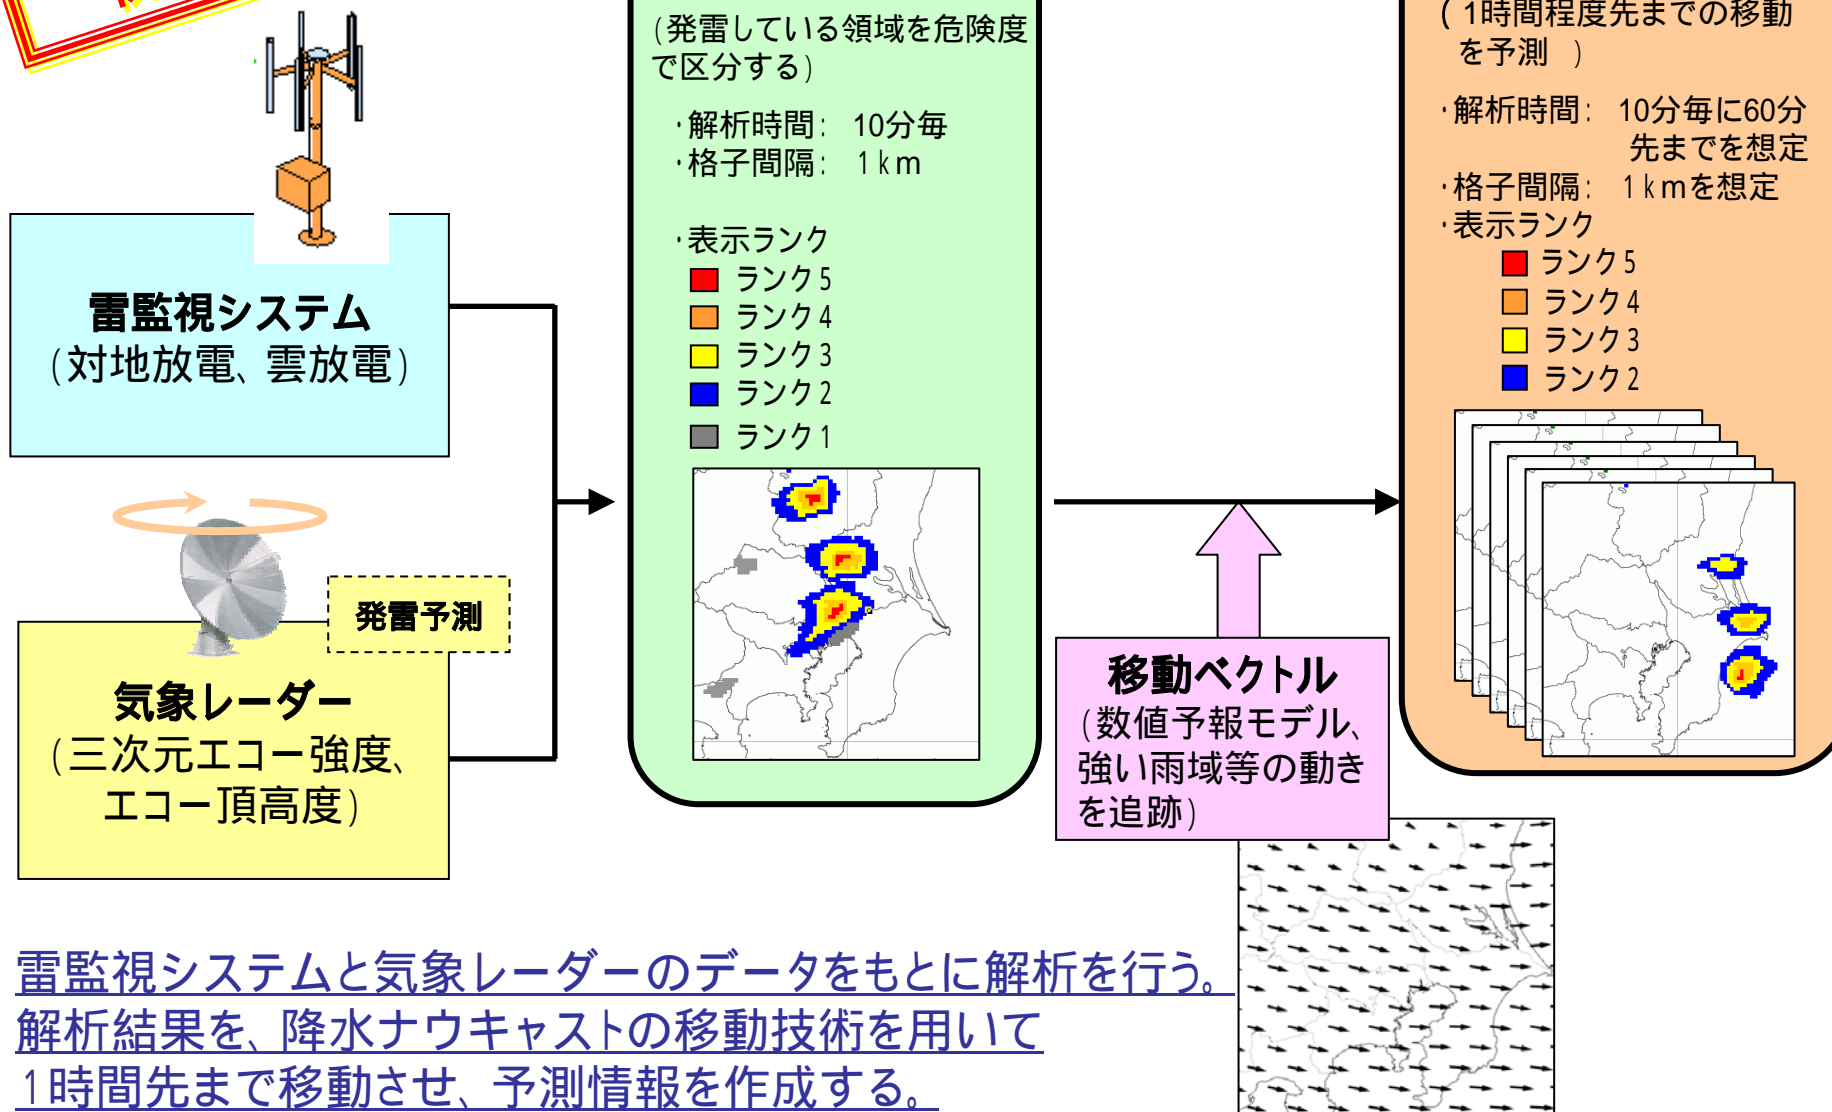 (発雷している領域を危険度
で区分する)
・解析時間: 10分毎
・格子間隔: 1km
・表示ランク
ランク5
ランク4
ランク3
ランク2
ランク1
(1時間程度先までの移動
を予測 )
・解析時間: 10分毎に60分
先までを想定
・格子間隔: 1kmを想定
・表示ランク
ランク5
ランク4
ランク3
ランク2
雷監視システム
(対地放電、雲放電)
発雷予測
気象レーダー
(三次元エコー強度、
エコー頂高度)
移動ベクトル
(数値予報モデル、
強い雨域等の動き
を追跡)
雷監視システムと気象レーダーのデータをもとに解析を行う。
解析結果を、降水ナウキャストの移動技術を用いて
1時間先まで移動させ、予測情報を作成する。